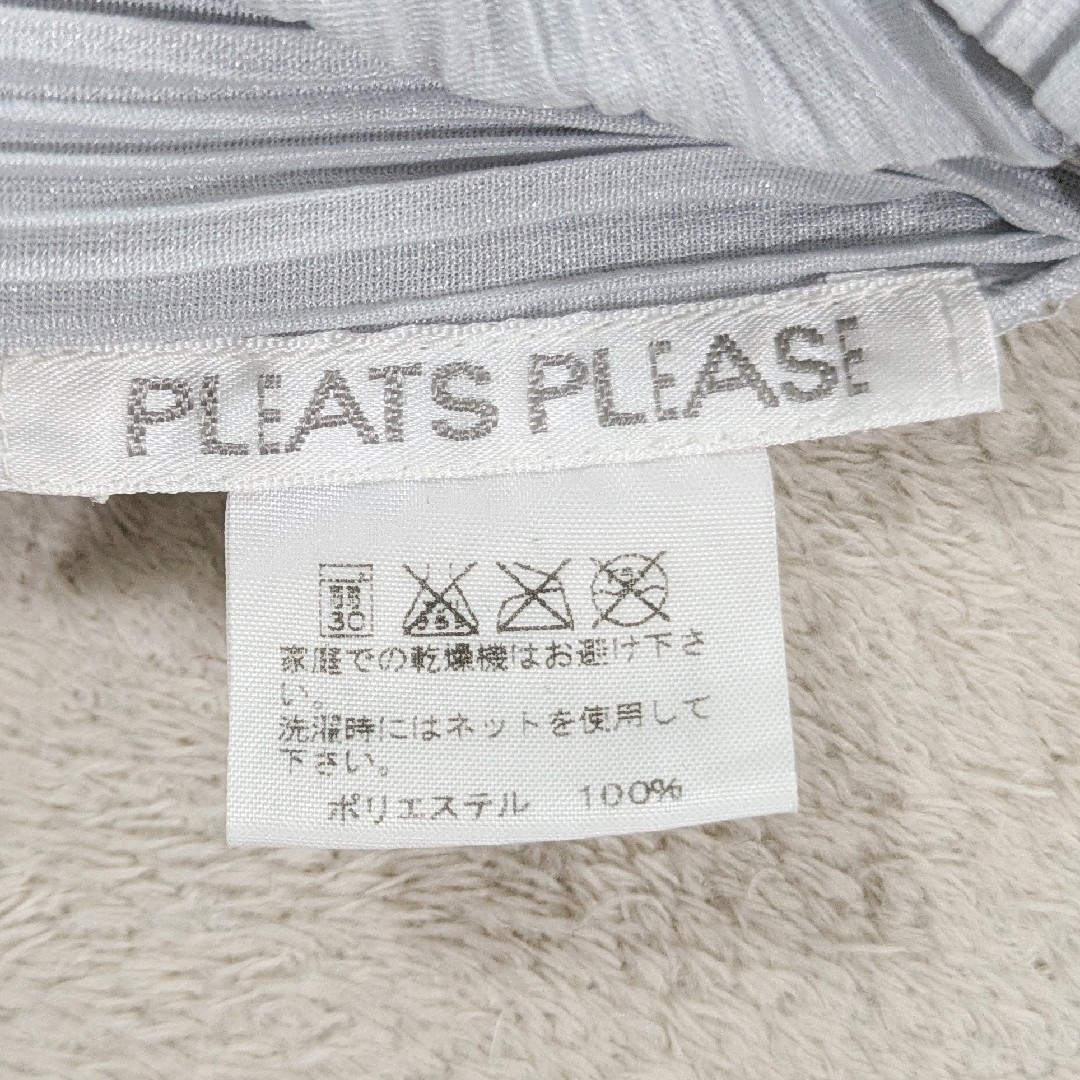 PLEATS PLEASE
30
家庭での乾燥機はお避け下さ
い。
洗濯時にはネットを使用して
下さい。
ポリエステル 100%